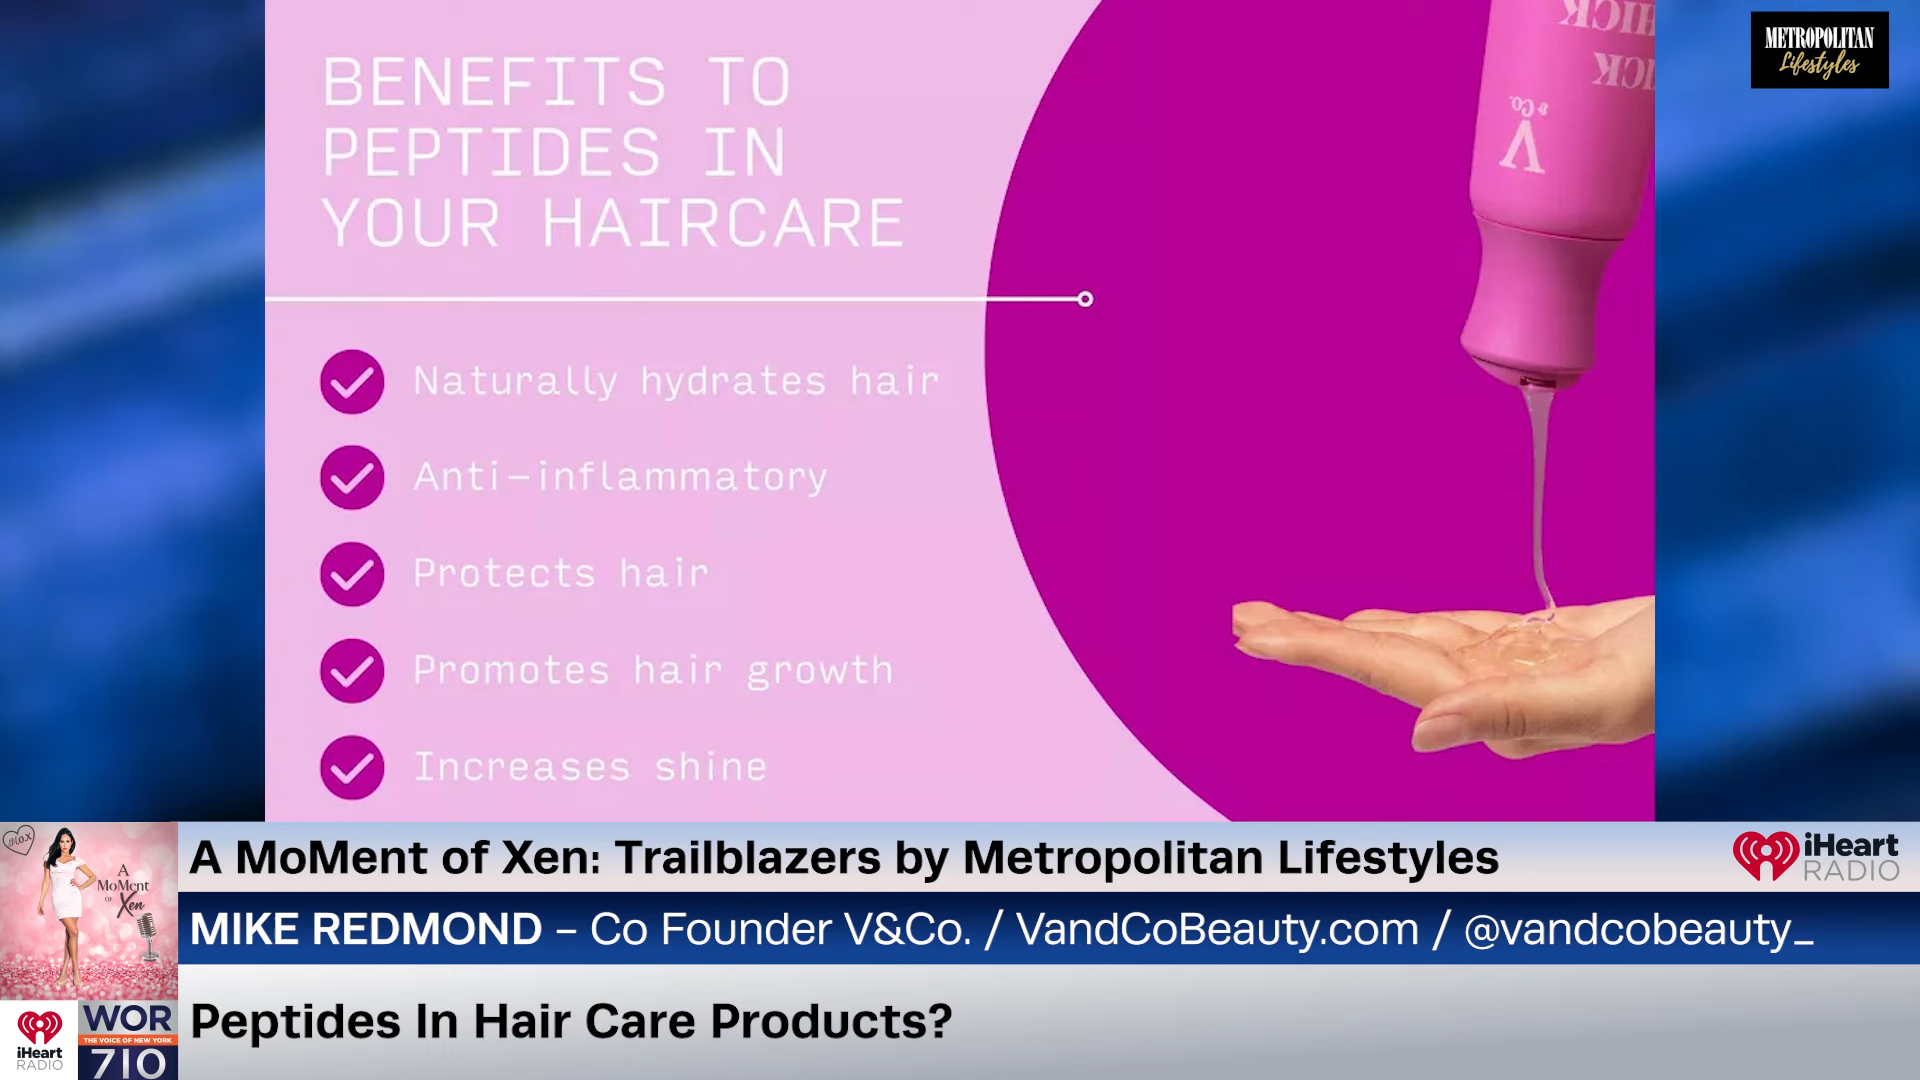 BENEFITS TO
PEPTIDES IN
YOUR HAIRCARE
Naturally hydrates hair
Anti-inflammatory
Protects hair
Promotes hair growth
Increases shine
V
& Co.
METROPOLITAN
Lifestyles
A MoMent of Xen: Trailblazers by Metropolitan Lifestyles
iHeart
RADIO
MIKE REDMOND – Co Founder V&Co. / VandCoBeauty.com / @vandcobeauty_
Peptides In Hair Care Products?
A
MoMent
OF Xen
iHeart
RADIO
WOR
THE VOICE OF NEW YORK
710